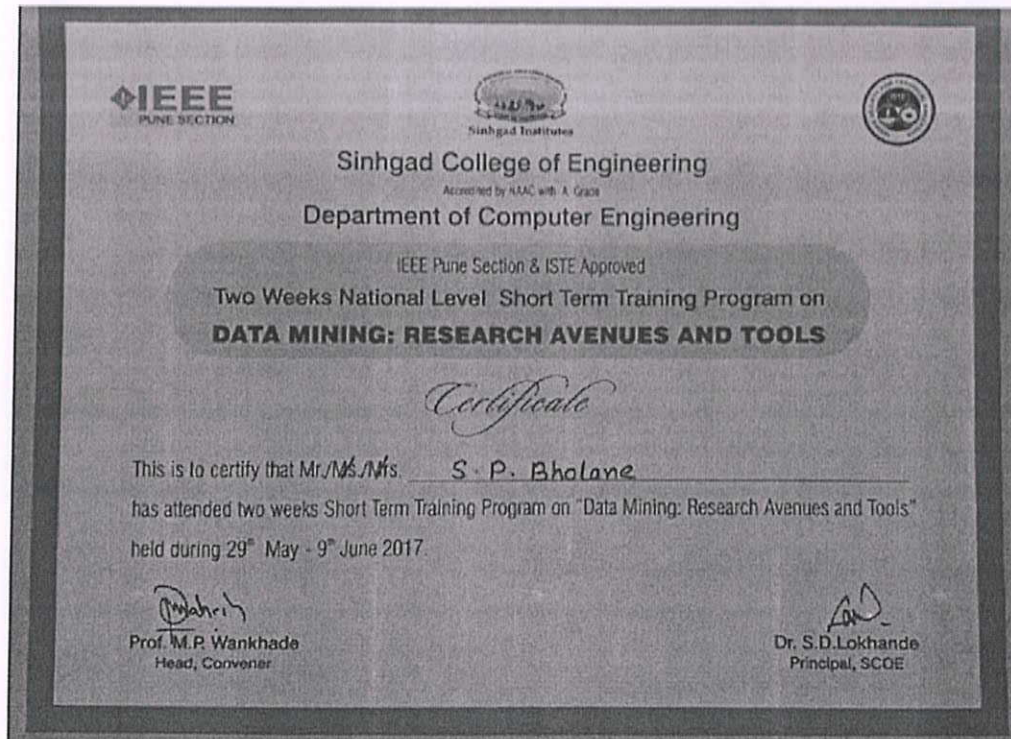 IEEE
PUNE SECTION
Sinhgad Institutes
Sinhgad College of Engineering
Accredited by NAAC with A Grade
Department of Computer Engineering
IEEE Pune Section & ISTE Approved
Two Weeks National Level Short Term Training Program on
DATA MINING: RESEARCH AVENUES AND TOOLS
Certificate
This is to certify that Mr./Ms./Mrs. S. P. Bholane
has attended two weeks Short Term Training Program on "Data Mining: Research Avenues and Tools"
held during 29th May - 9th June 2017.
Prof. M.P. Wankhade
Head, Convener
Dr. S.D.Lokhande
Principal, SCOE